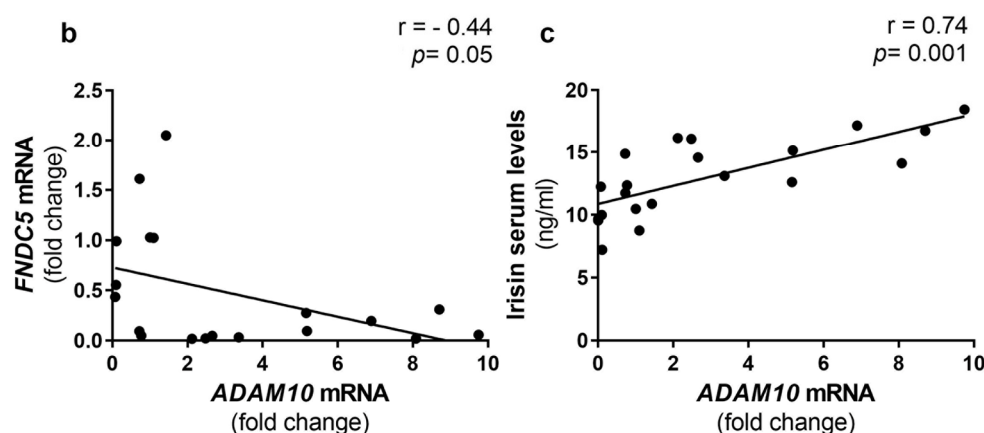 b
r = - 0.44
p= 0.05
FNDC5 mRNA
(fold change)
2.5
2.0
1.5
1.0
0.5
0.0
0 2 4 6 8 10
ADAM10 mRNA
(fold change)
c
r = 0.74
p= 0.001
Irisin serum levels
(ng/ml)
20
15
10
5
0
0 2 4 6 8 10
ADAM10 mRNA
(fold change)